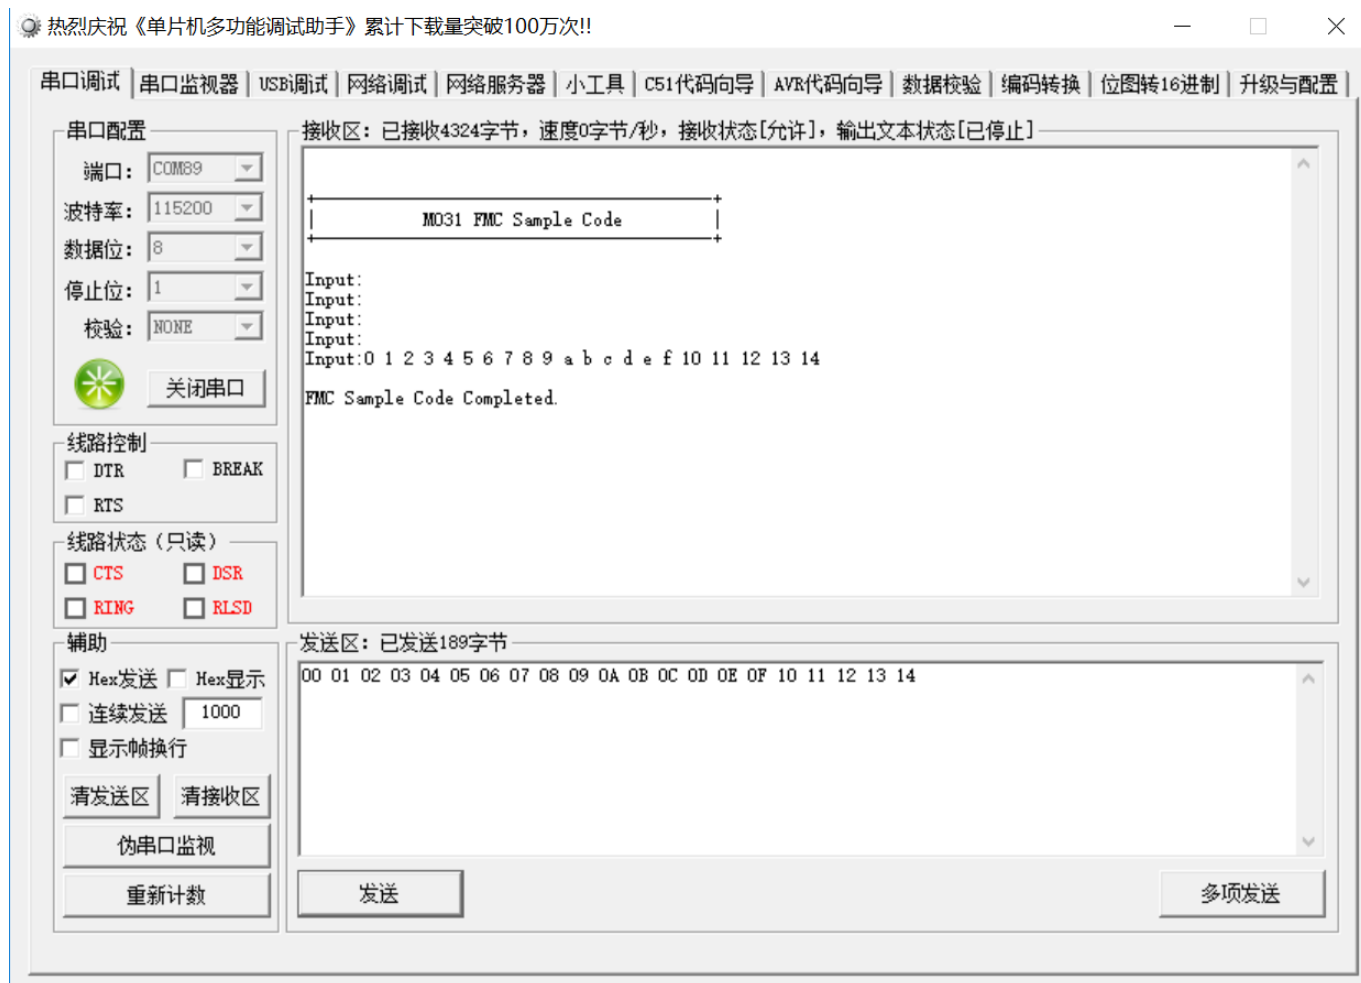 热烈庆祝《单片机多功能调试助手》累计下载量突破100万次!!
串口调试 串口监视器 USB调试 网络调试 网络服务器 小工具 C51代码向导 AVR代码向导 数据校验 编码转换 位图转16进制 升级与配置
串口配置
端口: COM89
波特率: 115200
数据位: 8
停止位: 1
校验: NONE
关闭串口
线路控制
DTR BREAK
RTS
线路状态（只读）
CTS DSR
RING RLSD
辅助
Hex发送 Hex显示
连续发送 1000
显示帧换行
清发送区 清接收区
伪串口监视
重新计数
接收区: 已接收4324字节，速度0字节/秒，接收状态[允许]，输出文本状态[已停止]
M031 FMC Sample Code
Input:
Input:
Input:
Input:
Input:0 1 2 3 4 5 6 7 8 9 a b c d e f 10 11 12 13 14
FMC Sample Code Completed.
发送区: 已发送189字节
00 01 02 03 04 05 06 07 08 09 0A 0B 0C 0D 0E 0F 10 11 12 13 14
发送 多项发送